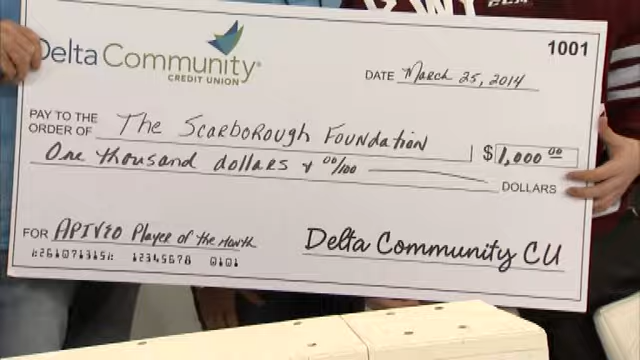 Delta Community®
CREDIT UNION
1001
DATE March 25, 2014
PAY TO THE
ORDER OF The Scarborough Foundation $ 1,000 00
One thousand dollars & 00/100 DOLLARS
FOR Player of the Month
Delta Community CU
12345678 0101